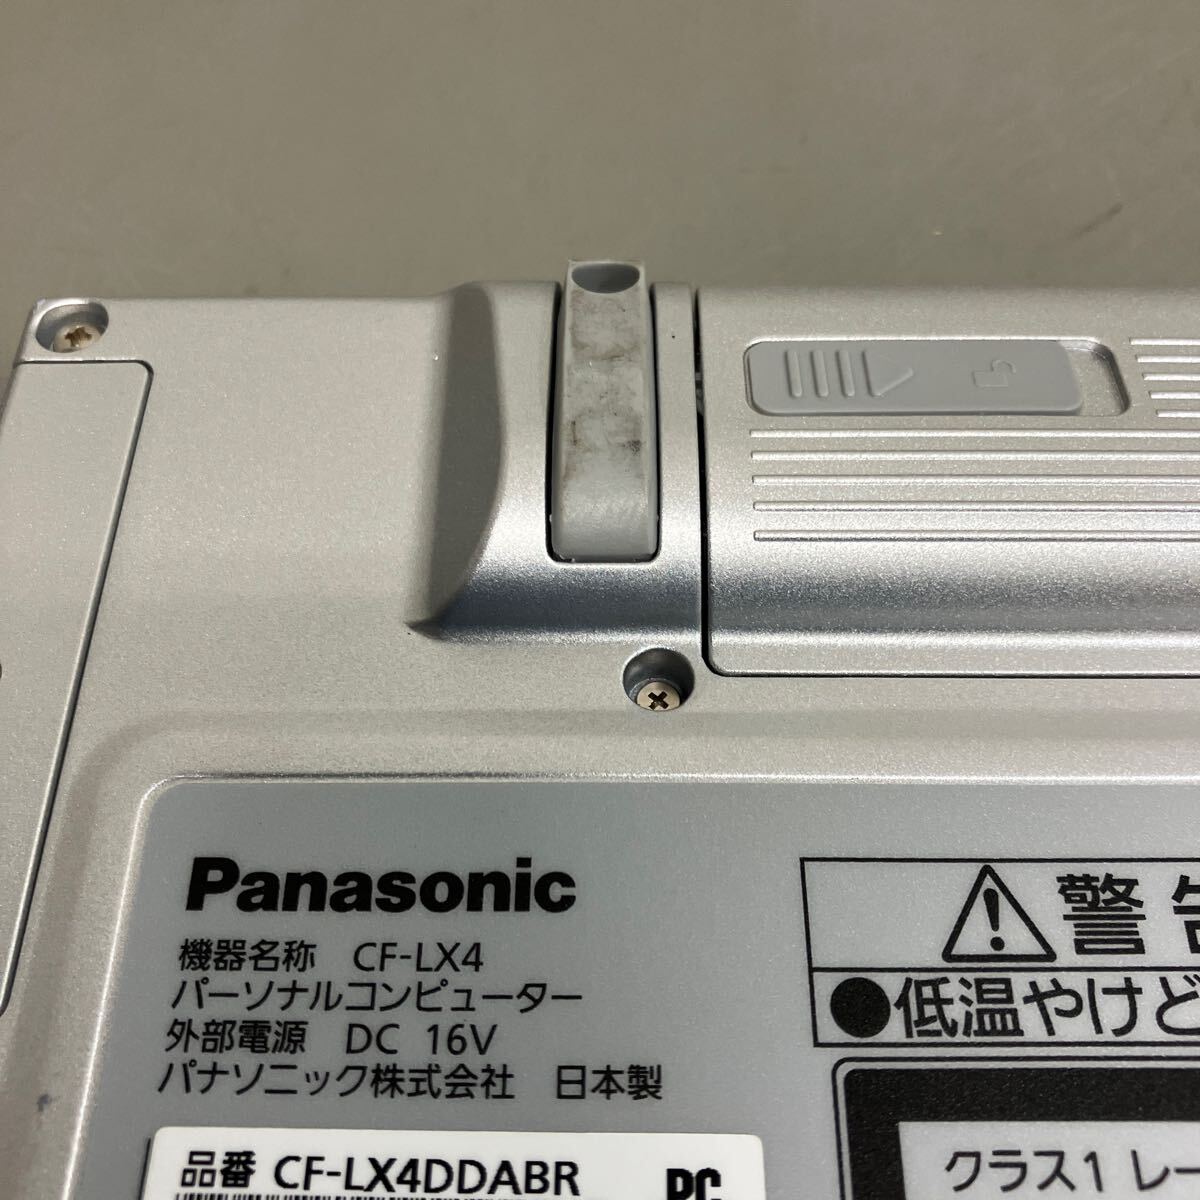 Panasonic
機器名称 CF-LX4
パーソナルコンピューター
外部電源 DC 16V
パナソニック株式会社 日本製
品番 CF-LX4DDABR
PC
警告
●低温やけど
クラス1 レー